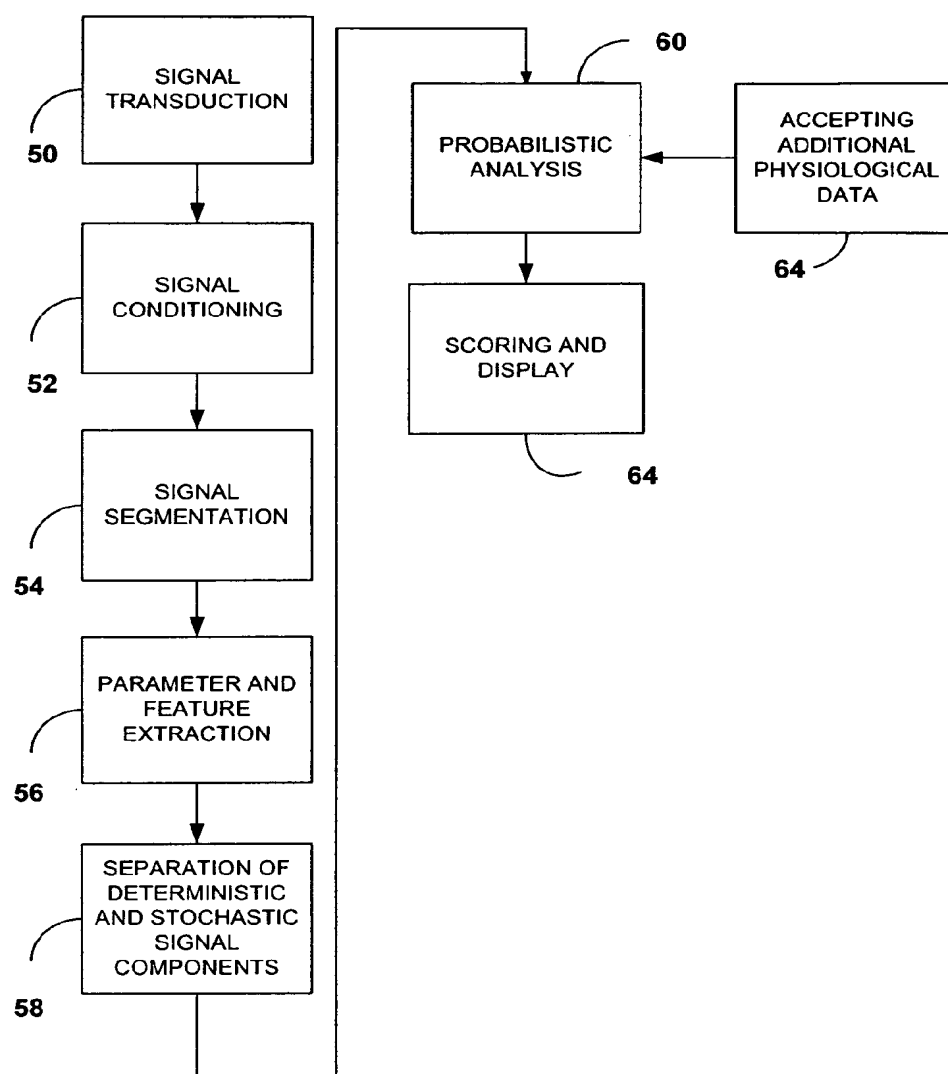 SIGNAL
TRANSDUCTION
50
SIGNAL
CONDITIONING
52
SIGNAL
SEGMENTATION
54
PARAMETER AND
FEATURE
EXTRACTION
56
SEPARATION OF
DETERMINISTIC
AND STOCHASTIC
SIGNAL
COMPONENTS
58
60
PROBABILISTIC
ANALYSIS
ACCEPTING
ADDITIONAL
PHYSIOLOGICAL
DATA
64
SCORING AND
DISPLAY
64